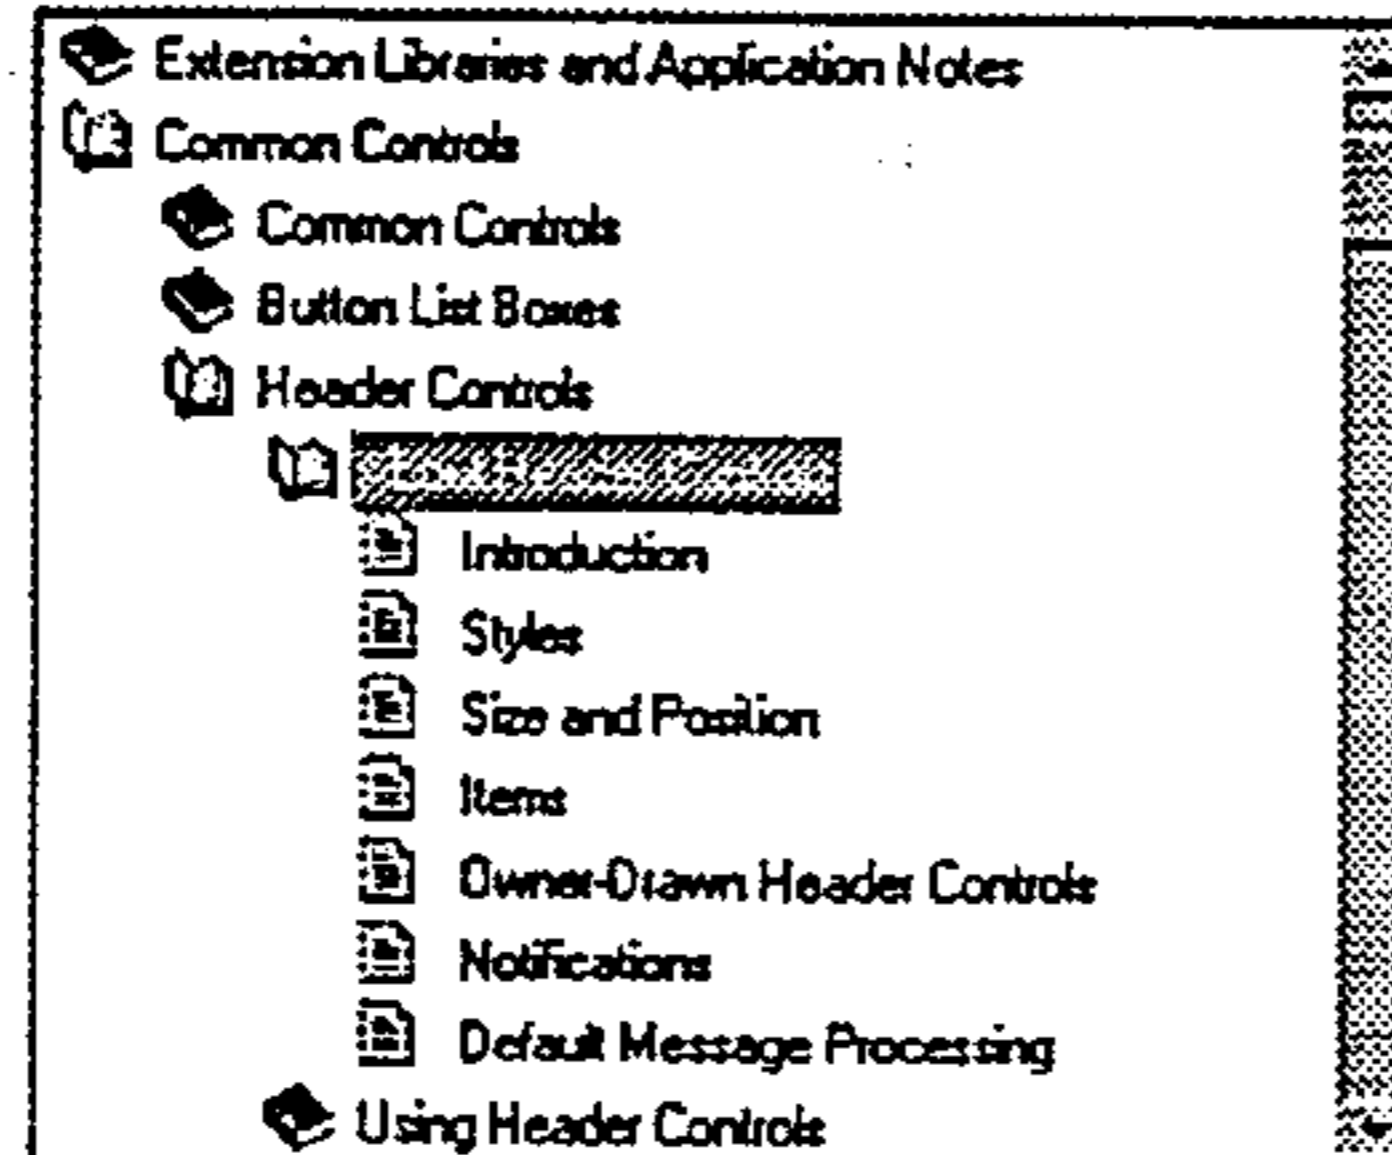 Extension Libraries and Application Notes
Common Controls
Common Controls
Button List Boxes
Header Controls
Introduction
Styles
Size and Position
Items
Owner-Drawn Header Controls
Notifications
Default Message Processing
Using Header Controls